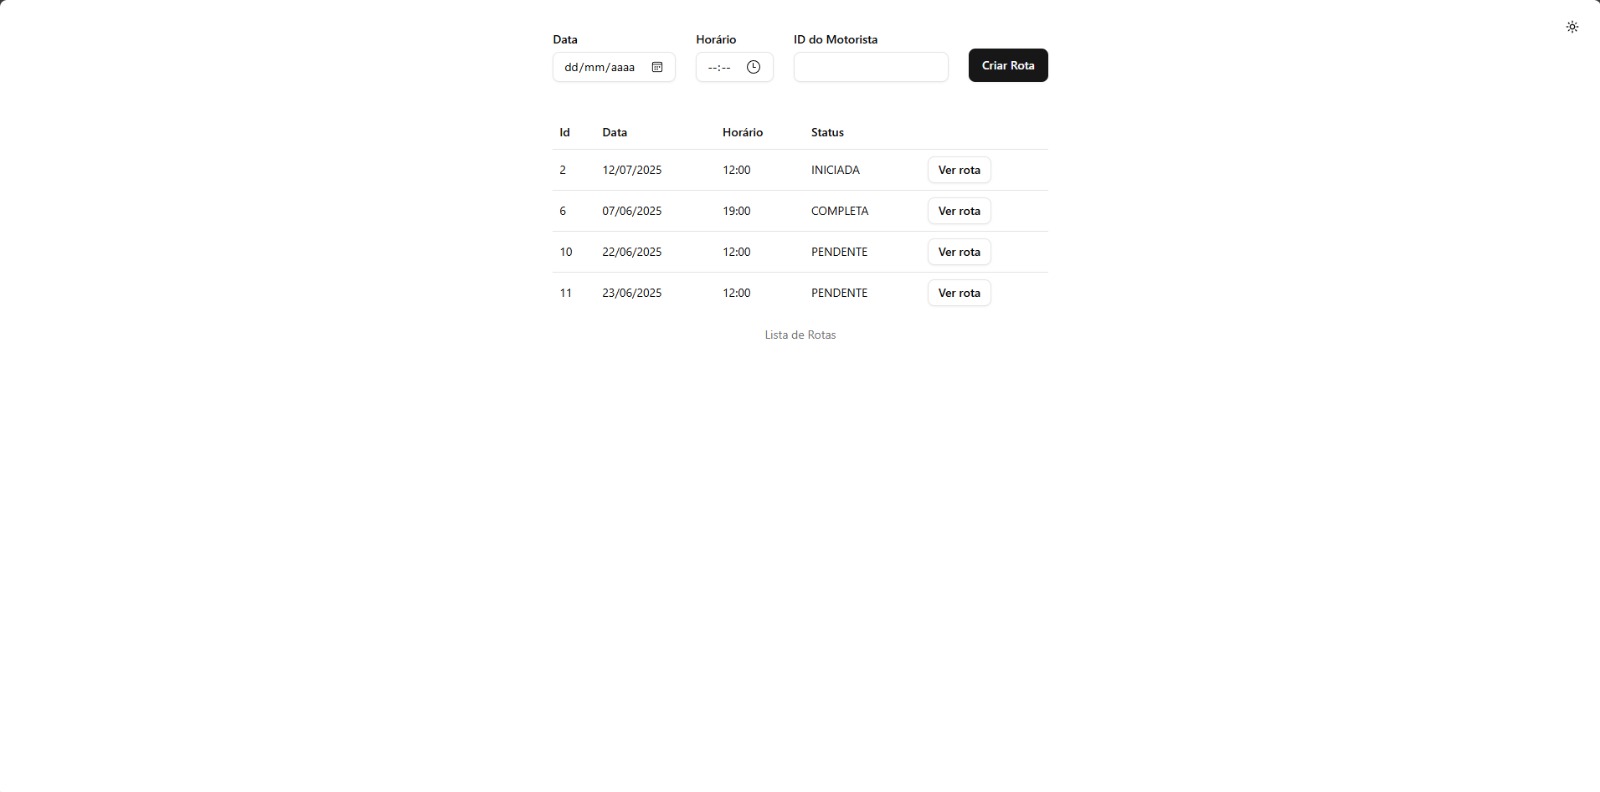 Data Horário ID do Motorista
dd/mm/aaaa --:-- Criar Rota
Id Data Horário Status
2 12/07/2025 12:00 INICIADA Ver rota
6 07/06/2025 19:00 COMPLETA Ver rota
10 22/06/2025 12:00 PENDENTE Ver rota
11 23/06/2025 12:00 PENDENTE Ver rota
Lista de Rotas